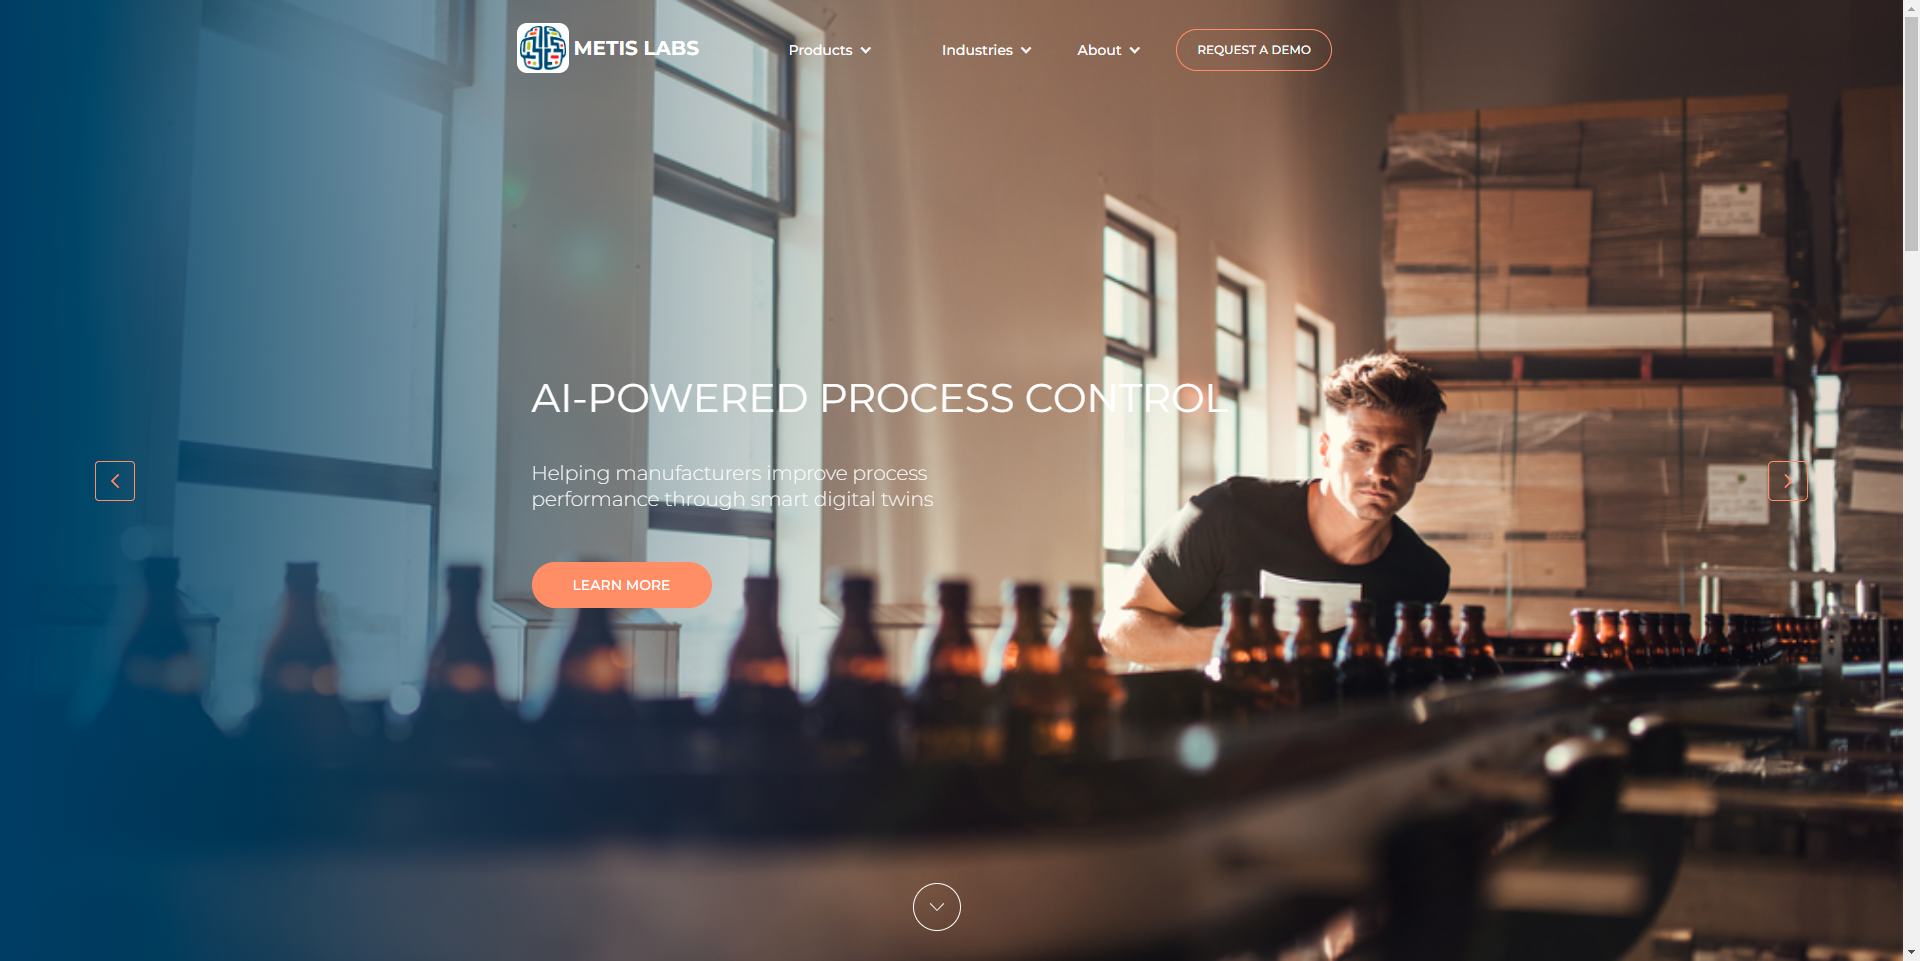 METIS LABS
Products
Industries
About
REQUEST A DEMO
AI-POWERED PROCESS CONTROL
Helping manufacturers improve process
performance through smart digital twins
LEARN MORE